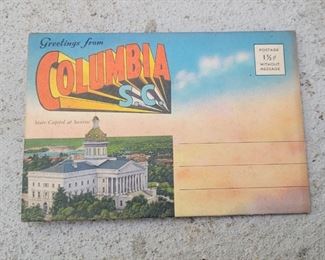 Greetings from
COLUMBIA
S.C.
State Capitol at Sunrise
POSTAGE
1½¢
WITHOUT
MESSAGE